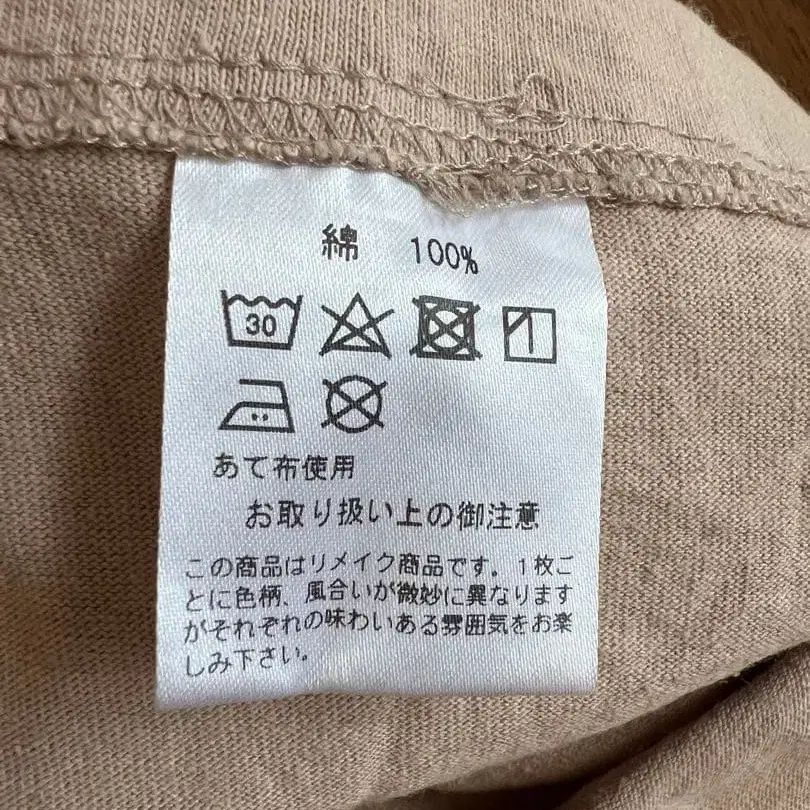 綿 100%
30
あて布使用
お取り扱い上の御注意
この商品はリメイク商品です。1枚ご
とに色柄、風合いが微妙に異なります
がそれぞれの味わいある雰囲気をお楽
しみ下さい。